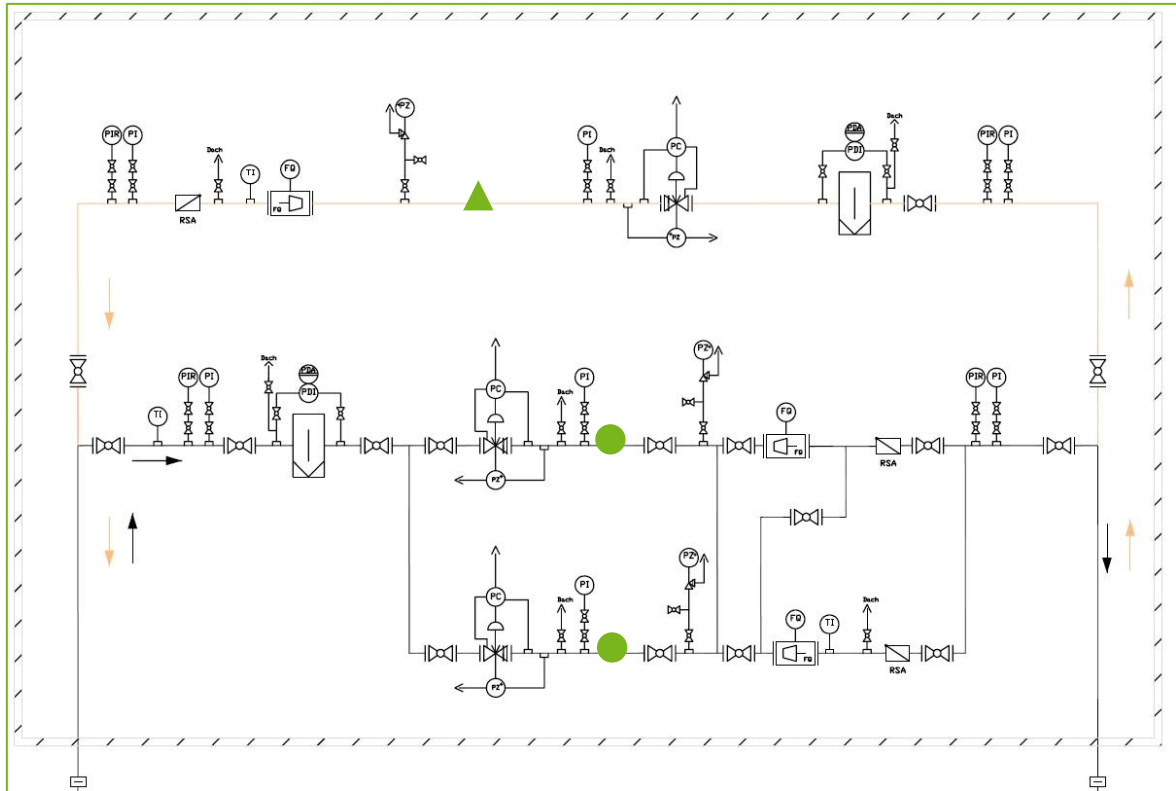 +PZ
PIR PI
PI
PDA
PIR PI
Dach
Dach
Dach
PC
PDI
FQ
TI
FQ
RSA
+PZ
PZ+
Dach
PDA
PIR PI
PDI
PC
Dach
PI
PIR PI
TI
FQ
FQ
RSA
PZ+
PZ+
PI
PC
Dach
Dach
FQ
TI
FQ
RSA
PZ+